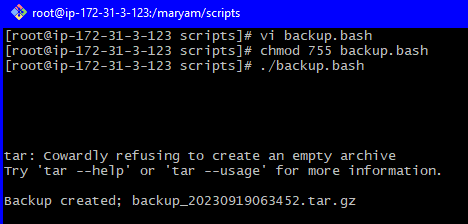 root@ip-172-31-3-123:/maryam/scripts
[root@ip-172-31-3-123 scripts]# vi backup.bash
[root@ip-172-31-3-123 scripts]# chmod 755 backup.bash
[root@ip-172-31-3-123 scripts]# ./backup.bash
tar: Cowardly refusing to create an empty archive
Try 'tar --help' or 'tar --usage' for more information.
Backup created; backup_20230919063452.tar.gz